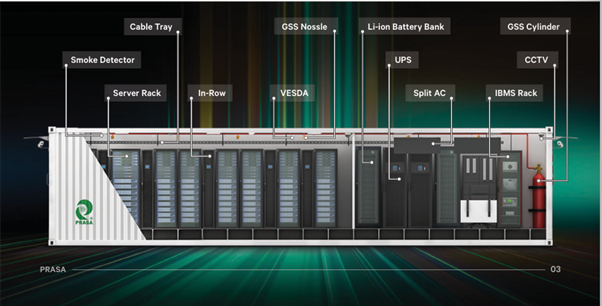 Cable Tray
GSS Nossle
Li-ion Battery Bank
GSS Cylinder
Smoke Detector
UPS
CCTV
Server Rack
In-Row
VESDA
Split AC
IBMS Rack
PRASA
PRASA
03